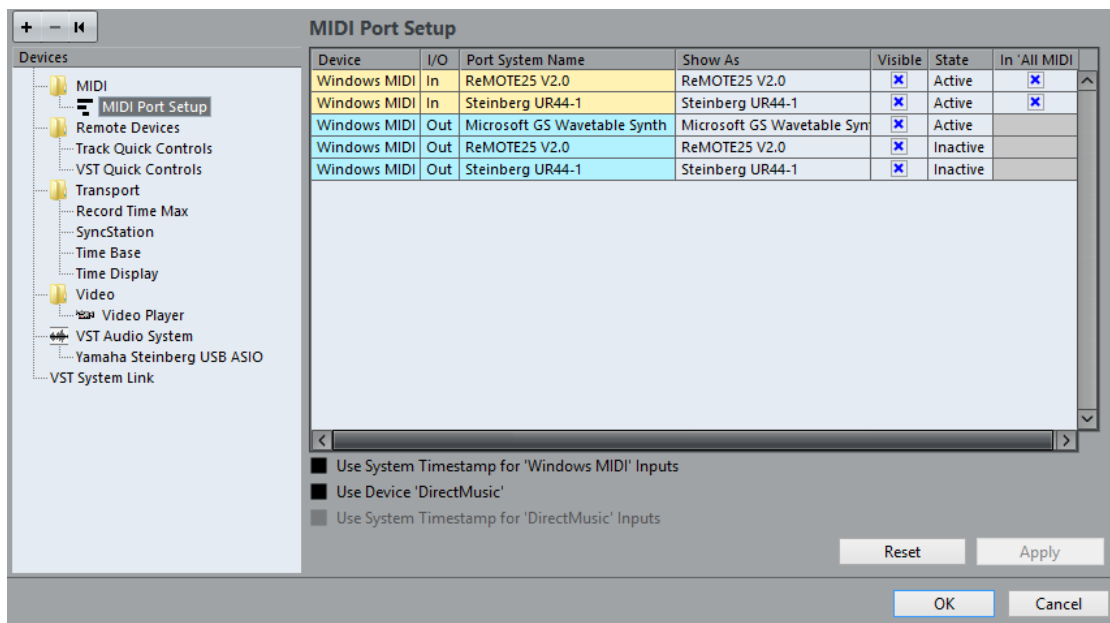 + -
MIDI Port Setup
Devices
MIDI
MIDI Port Setup
Remote Devices
Track Quick Controls
VST Quick Controls
Transport
Record Time Max
SyncStation
Time Base
Time Display
Video
Video Player
VST Audio System
Yamaha Steinberg USB ASIO
VST System Link
Device I/O Port System Name Show As Visible State In 'All MIDI
Windows MIDI In ReMOTE25 V2.0 ReMOTE25 V2.0 Active
Windows MIDI In Steinberg UR44-1 Steinberg UR44-1 Active
Windows MIDI Out Microsoft GS Wavetable Synth Microsoft GS Wavetable Syn Active
Windows MIDI Out ReMOTE25 V2.0 ReMOTE25 V2.0 Inactive
Windows MIDI Out Steinberg UR44-1 Steinberg UR44-1 Inactive
Use System Timestamp for 'Windows MIDI' Inputs
Use Device 'DirectMusic'
Use System Timestamp for 'DirectMusic' Inputs
Reset Apply
OK Cancel